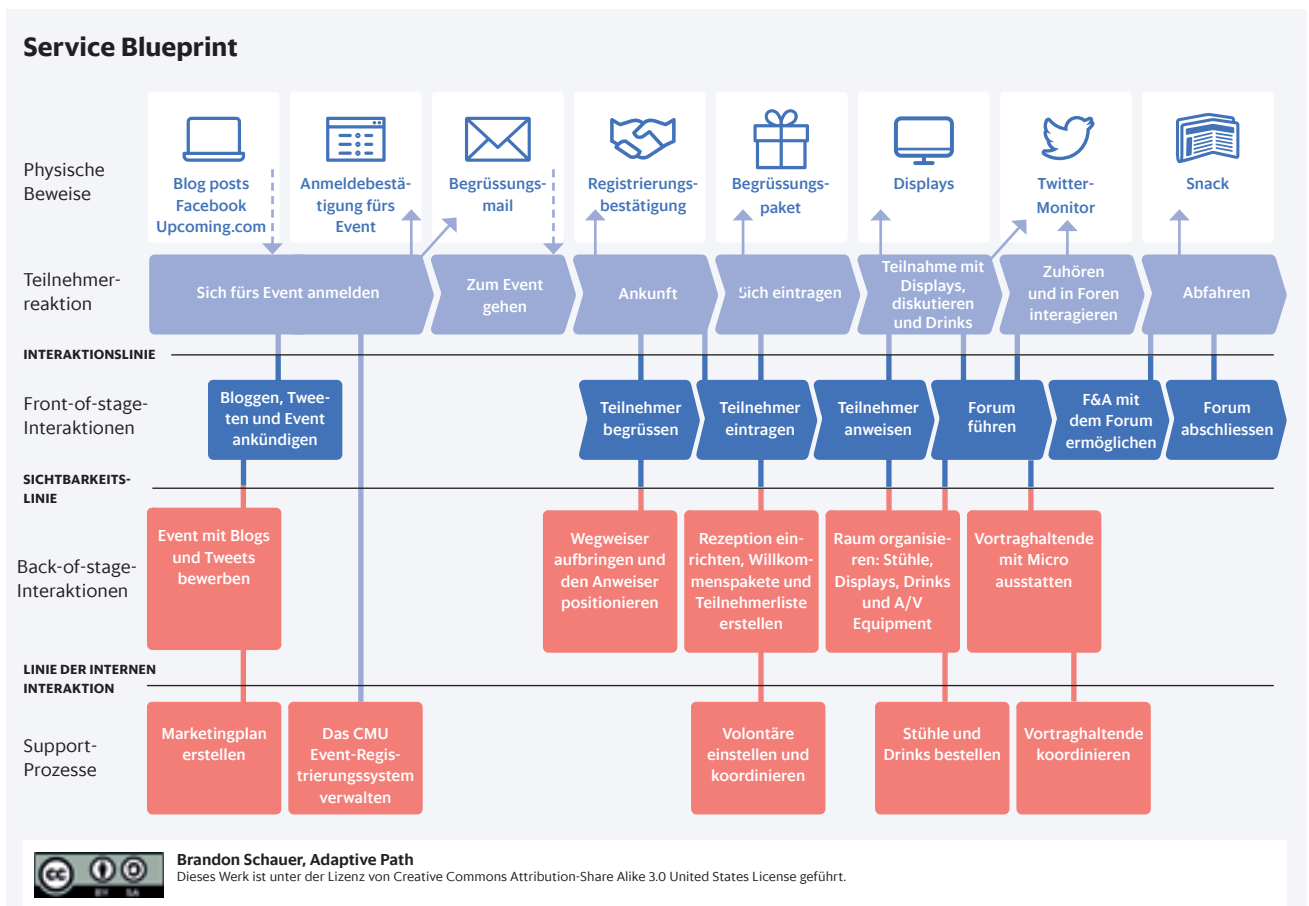 Service Blueprint
Physische
Beweise
Blog posts
Facebook
Upcoming.com
Anmeldebestä-
tigung fürs
Event
Begrüssungs-
mail
Registrierungs-
bestätigung
Begrüssungs-
paket
Displays
Twitter-
Monitor
Snack
Teilnehmer-
reaktion
Sich fürs Event anmelden
Zum Event
gehen
Ankunft
Sich eintragen
Teilnahme mit
Displays,
diskutieren
und Drinks
Zuhören
und in Foren
interagieren
Abfahren
INTERAKTIONSLINIE
Front-of-stage-
Interaktionen
Bloggen, Twee-
ten und Event
ankündigen
Teilnehmer
begrüssen
Teilnehmer
eintragen
Teilnehmer
anweisen
Forum
führen
F&A mit
dem Forum
ermöglichen
Forum
abschliessen
SICHTBARKEITS-
LINIE
Back-of-stage-
Interaktionen
Event mit Blogs
und Tweets
bewerben
Wegweiser
aufbringen und
den Anweiser
positionieren
Rezeption ein-
richten, Willkom-
menspakete und
Teilnehmerliste
erstellen
Raum organisie-
ren: Stühle,
Displays, Drinks
und A/V
Equipment
Vortraghaltende
mit Micro
ausstatten
LINIE DER INTERNEN
INTERAKTION
Support-
Prozesse
Marketingplan
erstellen
Das CMU
Event-Regis-
trierungssystem
verwalten
Volontäre
einstellen und
koordinieren
Stühle und
Drinks bestellen
Vortraghaltende
koordinieren
cc
BY SA
Brandon Schauer, Adaptive Path
Dieses Werk ist unter der Lizenz von Creative Commons Attribution-Share Alike 3.0 United States License geführt.